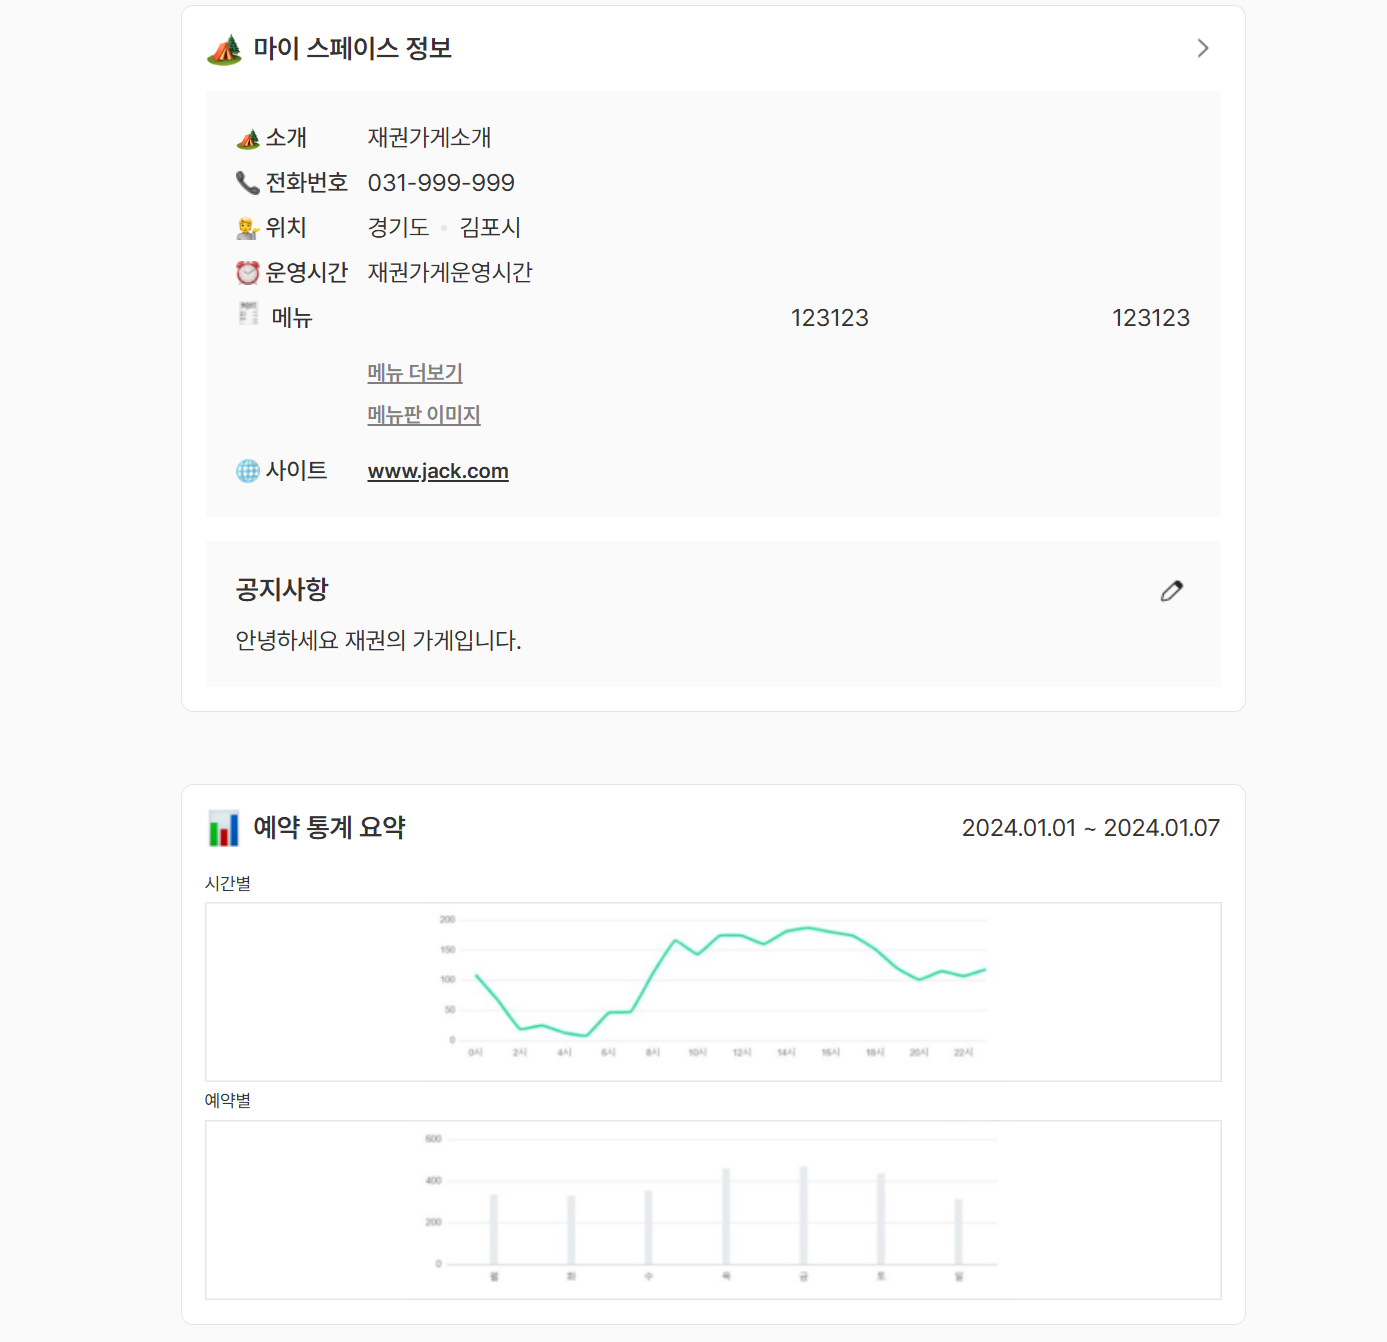 마이 스페이스 정보
소개 재권가게소개
전화번호 031-999-999
위치 경기도 김포시
운영시간 재권가게운영시간
메뉴 123123 123123
메뉴 더보기
메뉴판 이미지
사이트 www.jack.com
공지사항
안녕하세요 재권의 가게입니다.
예약 통계 요약 2024.01.01 ~ 2024.01.07
시간별
200
150
100
50
0
0시 2시 4시 6시 8시 10시 12시 14시 16시 18시 20시 22시
예약별
600
400
200
0
월 화 수 목 금 토 일